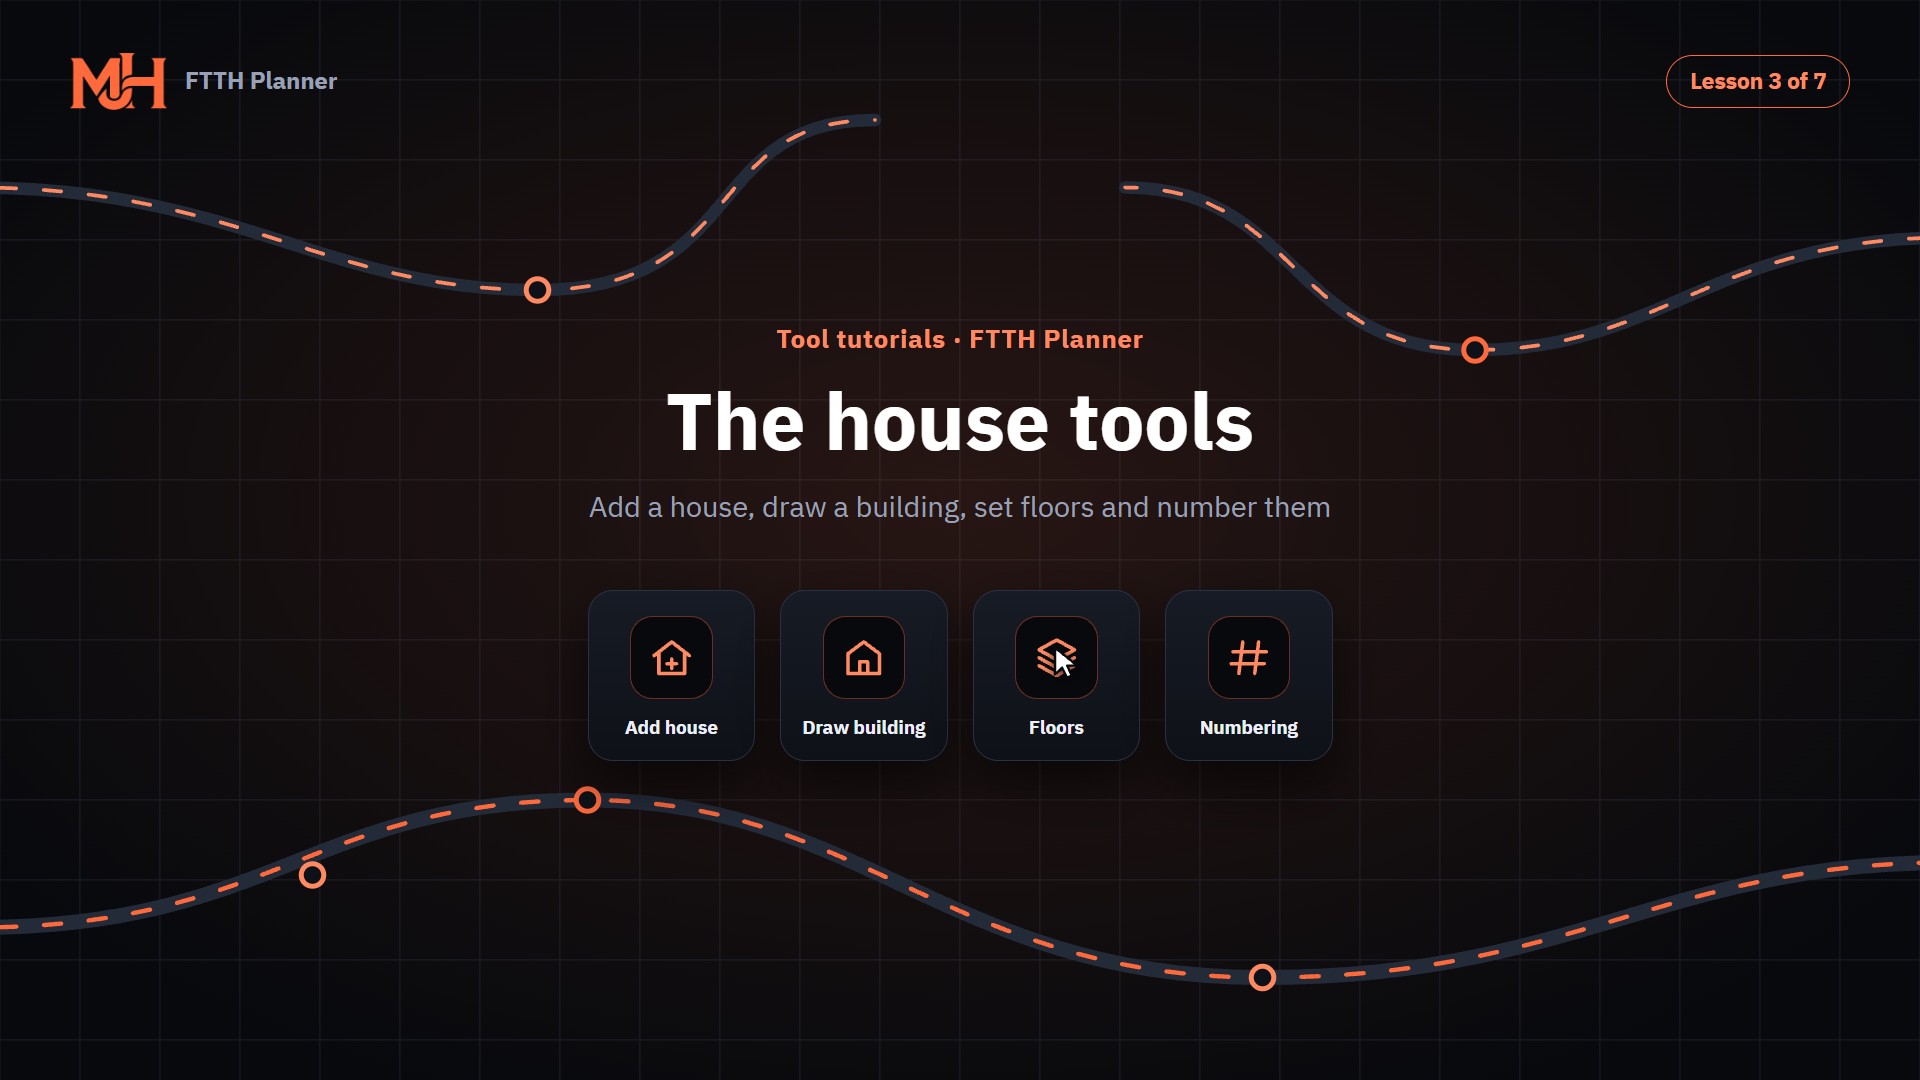 MJH
FTTH Planner
Lesson 3 of 7
Tool tutorials · FTTH Planner
The house tools
Add a house, draw a building, set floors and number them
Add house
Draw building
Floors
Numbering